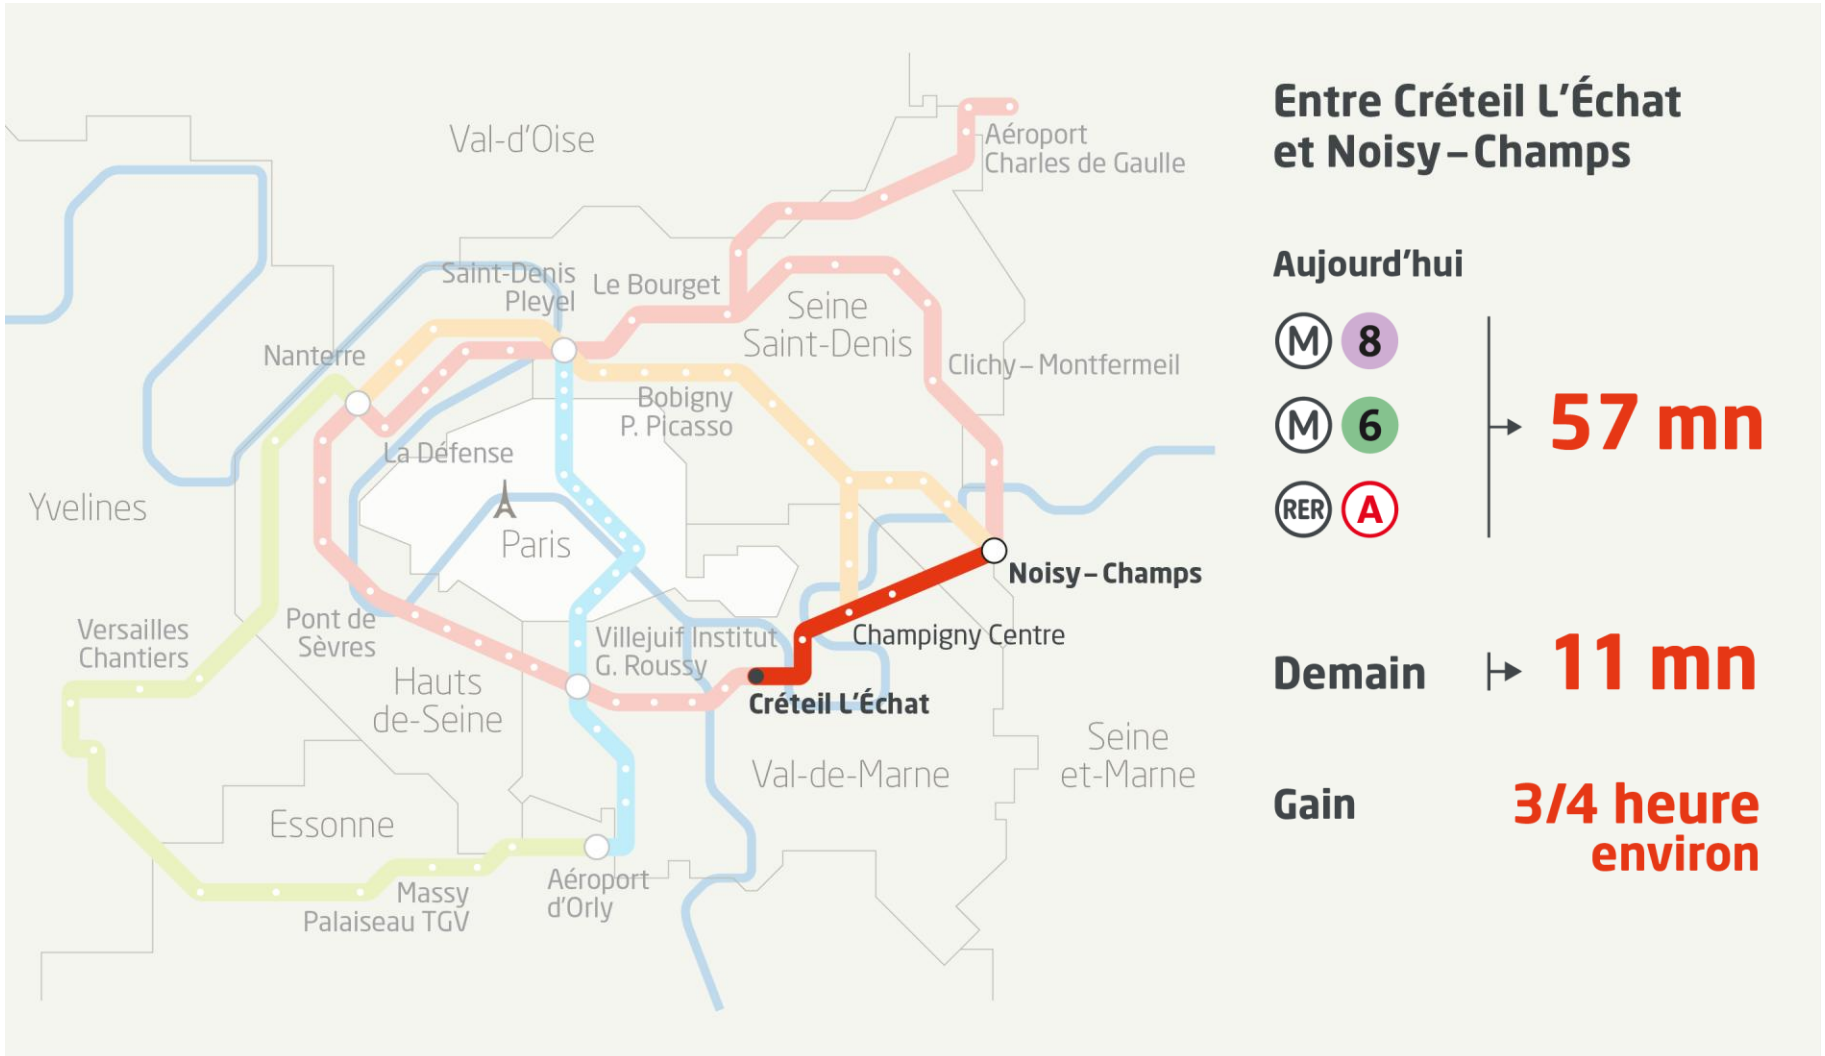 Val-d'Oise
Aéroport
Charles de Gaulle
Saint-Denis
Pleyel
Le Bourget
Seine
Saint-Denis
Nanterre
Clichy – Montfermeil
Bobigny
P. Picasso
La Défense
Yvelines
Paris
Noisy – Champs
Versailles
Chantiers
Pont de
Sèvres
Villejuif Institut
G. Roussy
Champigny Centre
Hauts
de-Seine
Créteil L'Échat
Val-de-Marne
Seine
et-Marne
Essonne
Massy
Palaiseau TGV
Aéroport
d'Orly
Entre Créteil L'Échat
et Noisy – Champs
Aujourd'hui
M 8
M 6
RER A
57 mn
Demain 11 mn
Gain 3/4 heure
environ